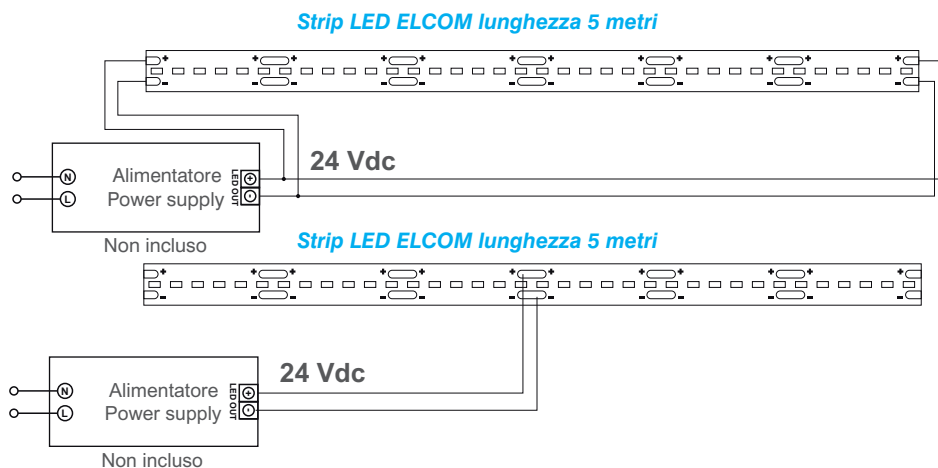 Strip LED ELCOM lunghezza 5 metri
+ + + + + + + + + + + +
- - - - - - - - - - - -
24 Vdc
N Alimentatore LED OUT +
L Power supply -
Non incluso
Strip LED ELCOM lunghezza 5 metri
+ + + + + + + + + + + +
- - - - - - - - - - - -
24 Vdc
N Alimentatore LED OUT +
L Power supply -
Non incluso